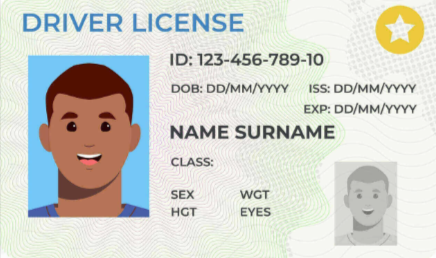 DRIVER LICENSE
ID: 123-456-789-10
DOB: DD/MM/YYYY ISS: DD/MM/YYYY
EXP: DD/MM/YYYY
NAME SURNAME
CLASS:
SEX WGT
HGT EYES